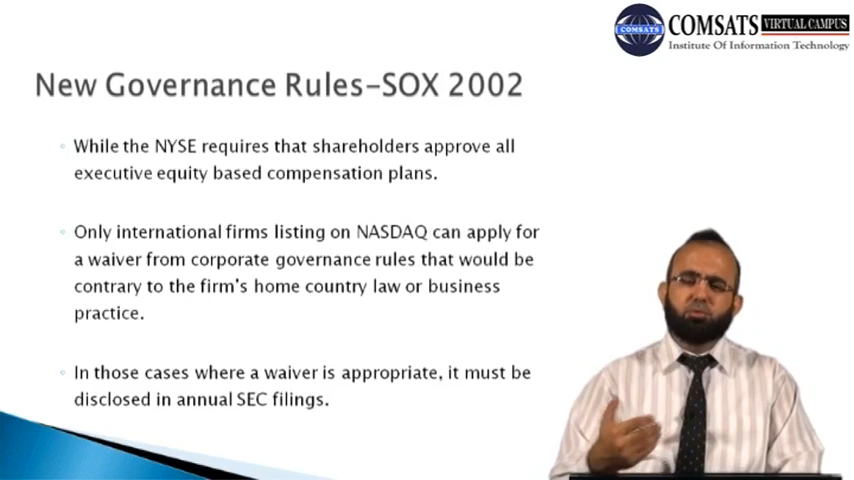 COMSATS VIRTUAL CAMPUS
COMSATS
Institute Of Information Technology
New Governance Rules-SOX 2002
While the NYSE requires that shareholders approve all
executive equity based compensation plans.
Only international firms listing on NASDAQ can apply for
a waiver from corporate governance rules that would be
contrary to the firm's home country law or business
practice.
In those cases where a waiver is appropriate, it must be
disclosed in annual SEC filings.